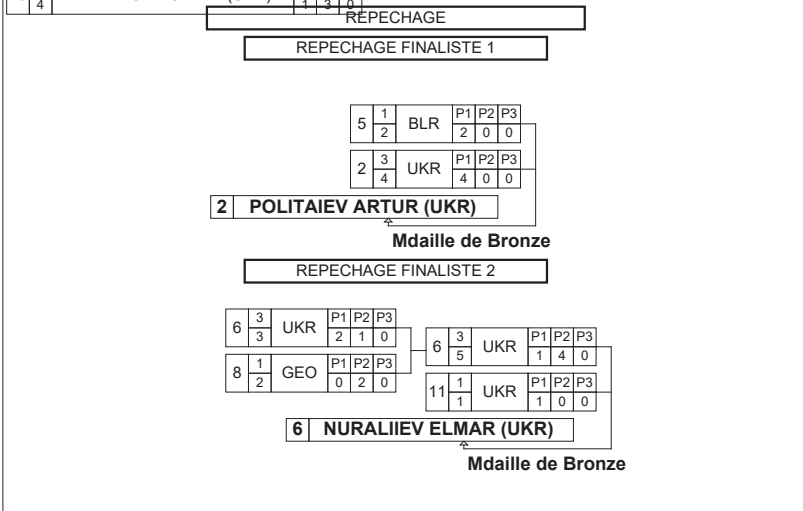 4 1 3 0
REPECHAGE
REPECHAGE FINALISTE 1
5 1 2 BLR P1 P2 P3 2 0 0
2 3 4 UKR P1 P2 P3 4 0 0
2 POLITAIEV ARTUR (UKR)
Mdaille de Bronze
REPECHAGE FINALISTE 2
6 3 3 UKR P1 P2 P3 2 1 0
8 1 2 GEO P1 P2 P3 0 2 0
6 3 5 UKR P1 P2 P3 1 4 0
11 1 1 UKR P1 P2 P3 1 0 0
6 NURALIIEV ELMAR (UKR)
Mdaille de Bronze